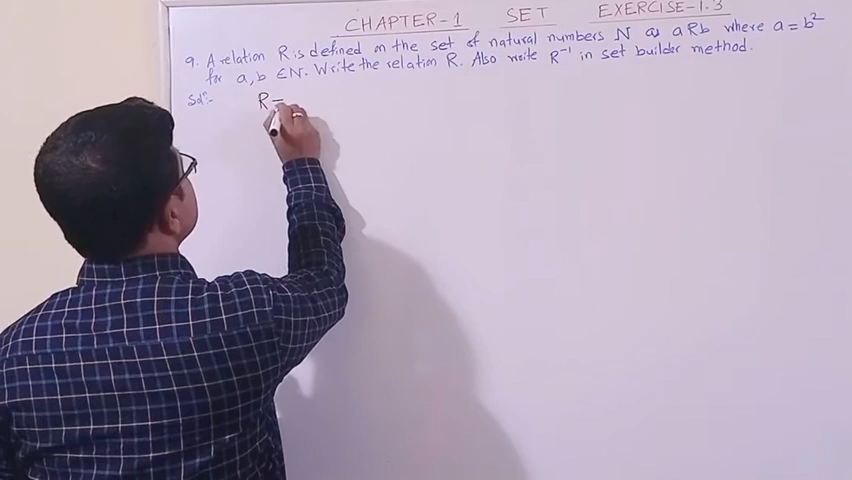 CHAPTER-1 SET EXERCISE-1.3
9. A relation R is defined on the set of natural numbers N as aRb where a = b²
for a, b ∈ N. Write the relation R. Also write R⁻¹ in set builder method.
Solⁿ:- R =